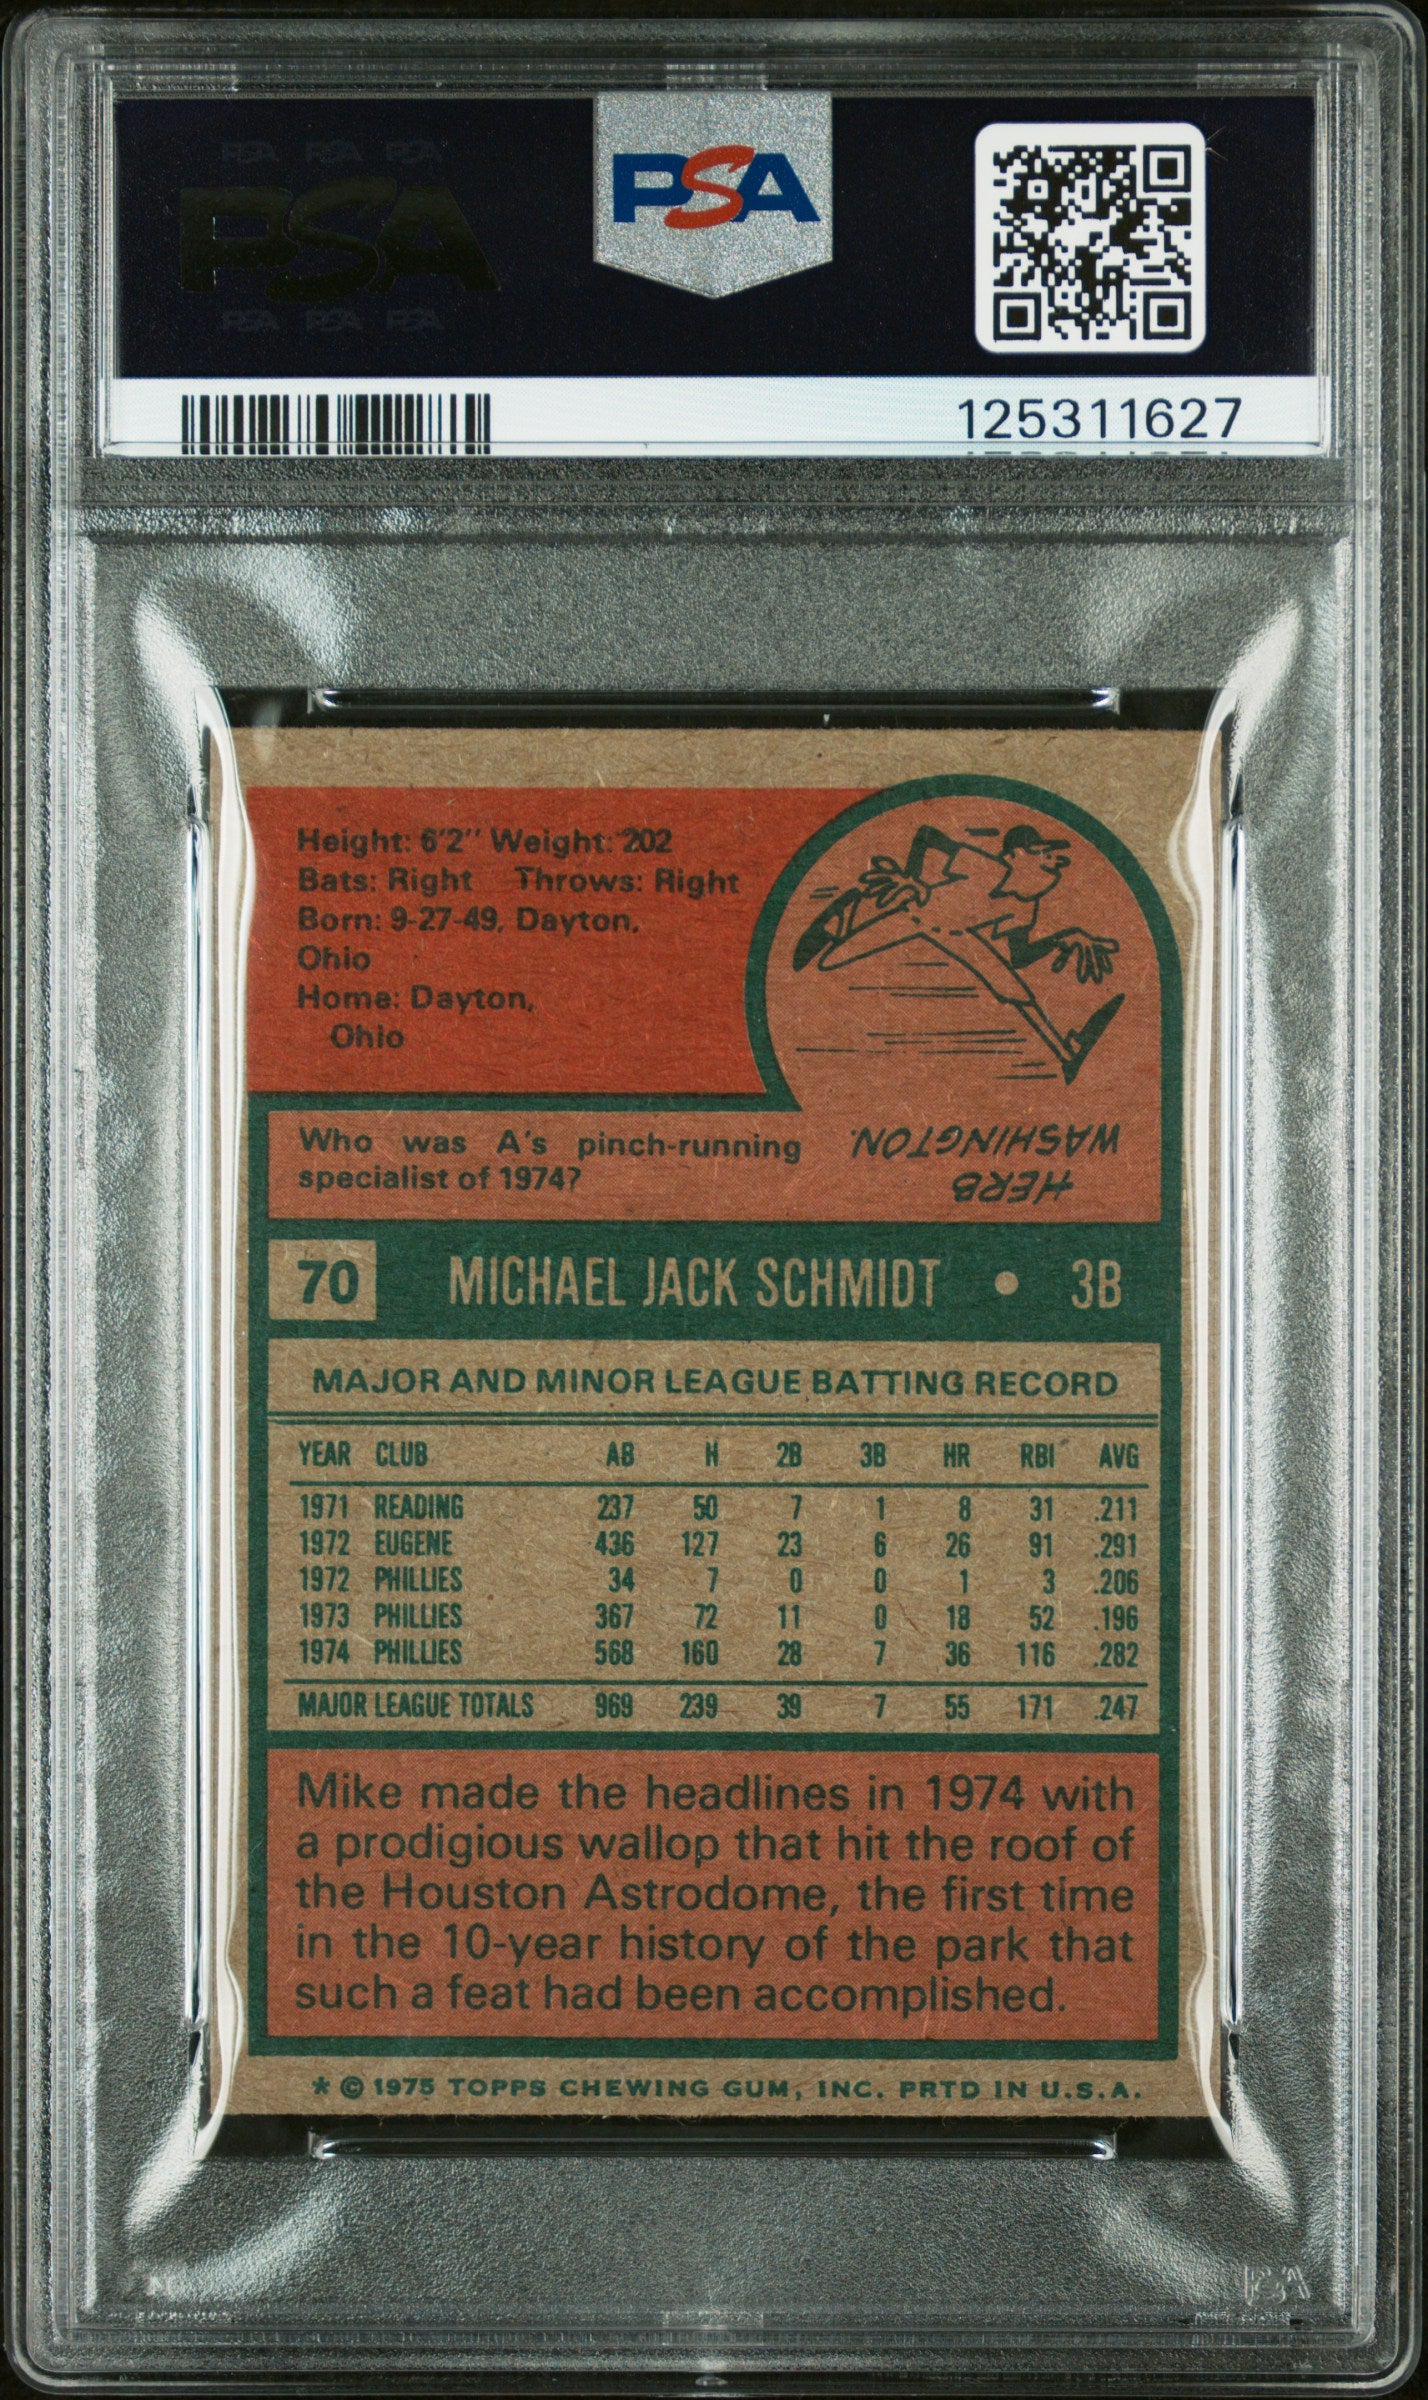 PSA PSA PSA
PSA
PSA PSA PSA
PSA
125311627
Height: 6'2" Weight: 202
Bats: Right Throws: Right
Born: 9-27-49, Dayton,
Ohio
Home: Dayton,
Ohio
Who was A's pinch-running
specialist of 1974?
HERB
WASHINGTON.
70 MICHAEL JACK SCHMIDT • 3B
MAJOR AND MINOR LEAGUE BATTING RECORD
YEAR CLUB AB H 2B 3B HR RBI AVG
1971 READING 237 50 7 1 8 31 .211
1972 EUGENE 436 127 23 6 26 91 .291
1972 PHILLIES 34 7 0 0 1 3 .206
1973 PHILLIES 367 72 11 0 18 52 .196
1974 PHILLIES 568 160 28 7 36 116 .282
MAJOR LEAGUE TOTALS 969 239 39 7 55 171 .247
Mike made the headlines in 1974 with
a prodigious wallop that hit the roof of
the Houston Astrodome, the first time
in the 10-year history of the park that
such a feat had been accomplished.
* © 1975 TOPPS CHEWING GUM, INC. PRTD IN U.S.A.
PSA